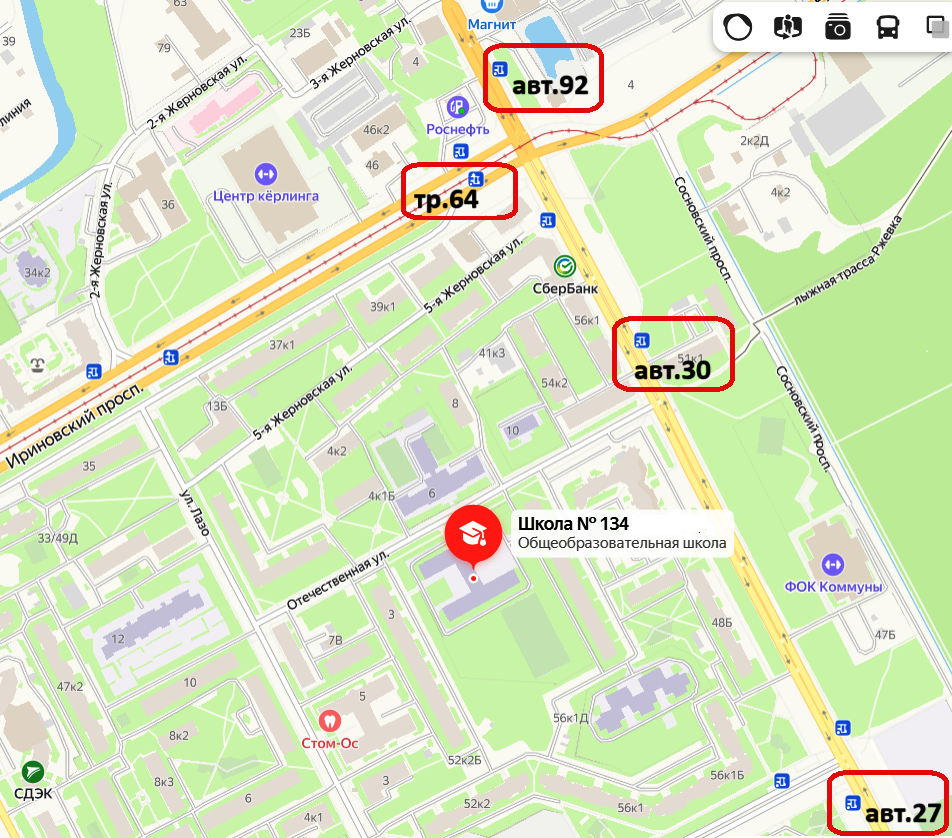 Магнит
39
79
23Б
63
3-я Жерновская ул.
авт.92
4
4
2-я Жерновская ул.
линия
Роснефть
46к2
2к2Д
46
Центр кёрлинга
тр.64
36
4к2
Сосновский просп.
лыжная трасса Ржевка
2-я Жерновская ул.
34к2
5-я Жерновская ул.
СберБанк
39к1
56к1
37к1
41к3
51к1
авт.30
54к2
5-я Жерновская ул.
13Б
8
10
Ириновский просп.
Сосновский просп.
4к2
35
6
4к1Б
ул. Лазо
Школа № 134
Общеобразовательная школа
33/49Д
Отечественная ул.
ФОК Коммуны
3
48Б
12
7В
47Б
47к2
10
5
56к1Д
8к2
Стом-Ос
52к2Б
56к1Б
8к3
3
СДЭК
6
52к2
56к1
4к1
авт.27